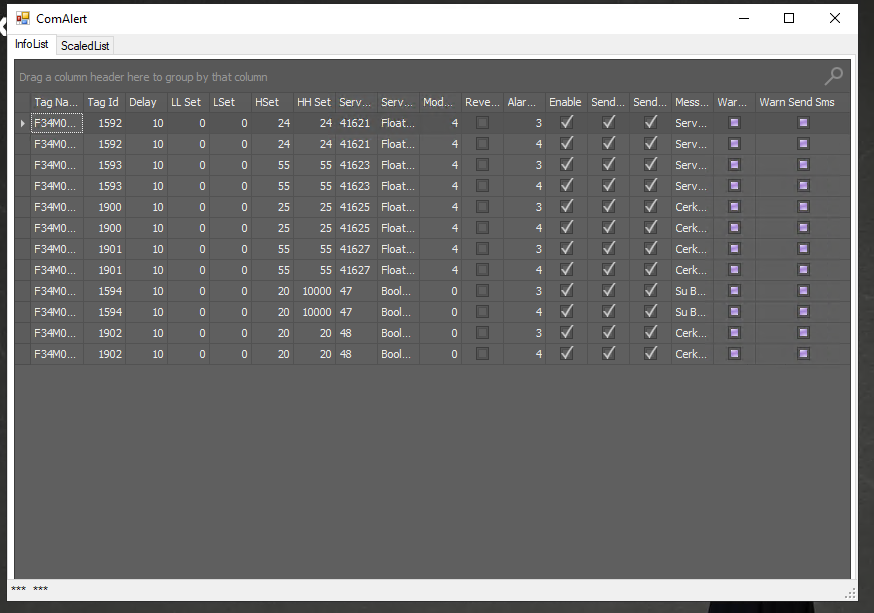 ComAlert
InfoList ScaledList
Drag a column header here to group by that column
Tag Na... Tag Id Delay LL Set LSet HSet HH Set Serv... Serv... Mod... Reve... Alar... Enable Send... Send... Mess... War... Warn Send Sms
F34M0... 1592 10 0 0 24 24 41621 Float... 4 3 Serv...
F34M0... 1592 10 0 0 24 24 41621 Float... 4 4 Serv...
F34M0... 1593 10 0 0 55 55 41623 Float... 4 3 Serv...
F34M0... 1593 10 0 0 55 55 41623 Float... 4 4 Serv...
F34M0... 1900 10 0 0 25 25 41625 Float... 4 3 Cerk...
F34M0... 1900 10 0 0 25 25 41625 Float... 4 4 Cerk...
F34M0... 1901 10 0 0 55 55 41627 Float... 4 3 Cerk...
F34M0... 1901 10 0 0 55 55 41627 Float... 4 4 Cerk...
F34M0... 1594 10 0 0 20 10000 47 Bool... 0 3 Su B...
F34M0... 1594 10 0 0 20 10000 47 Bool... 0 4 Su B...
F34M0... 1902 10 0 0 20 20 48 Bool... 0 3 Cerk...
F34M0... 1902 10 0 0 20 20 48 Bool... 0 4 Cerk...
*** ***